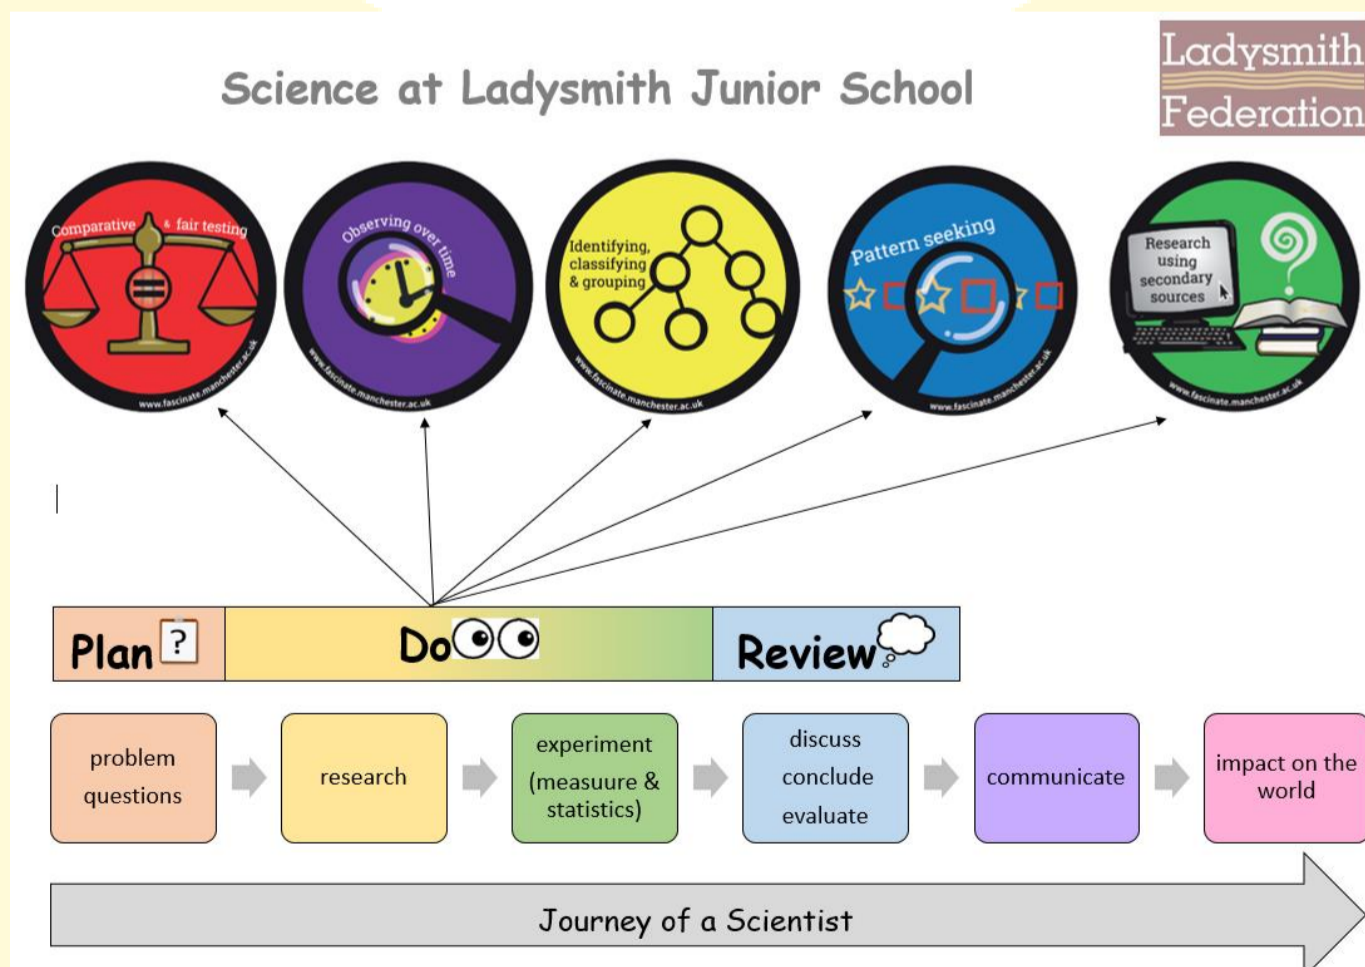 Science at Ladysmith Junior School
Ladysmith
Federation
Comparative & fair testing
www.fascinate.manchester.ac.uk
Observing over time
www.fascinate.manchester.ac.uk
Identifying,
classifying
& grouping
www.fascinate.manchester.ac.uk
Pattern seeking
www.fascinate.manchester.ac.uk
Research
using
secondary
sources
www.fascinate.manchester.ac.uk
Plan ?
Do
Review
problem
questions
research
experiment
(measuure &
statistics)
discuss
conclude
evaluate
communicate
impact on the
world
Journey of a Scientist